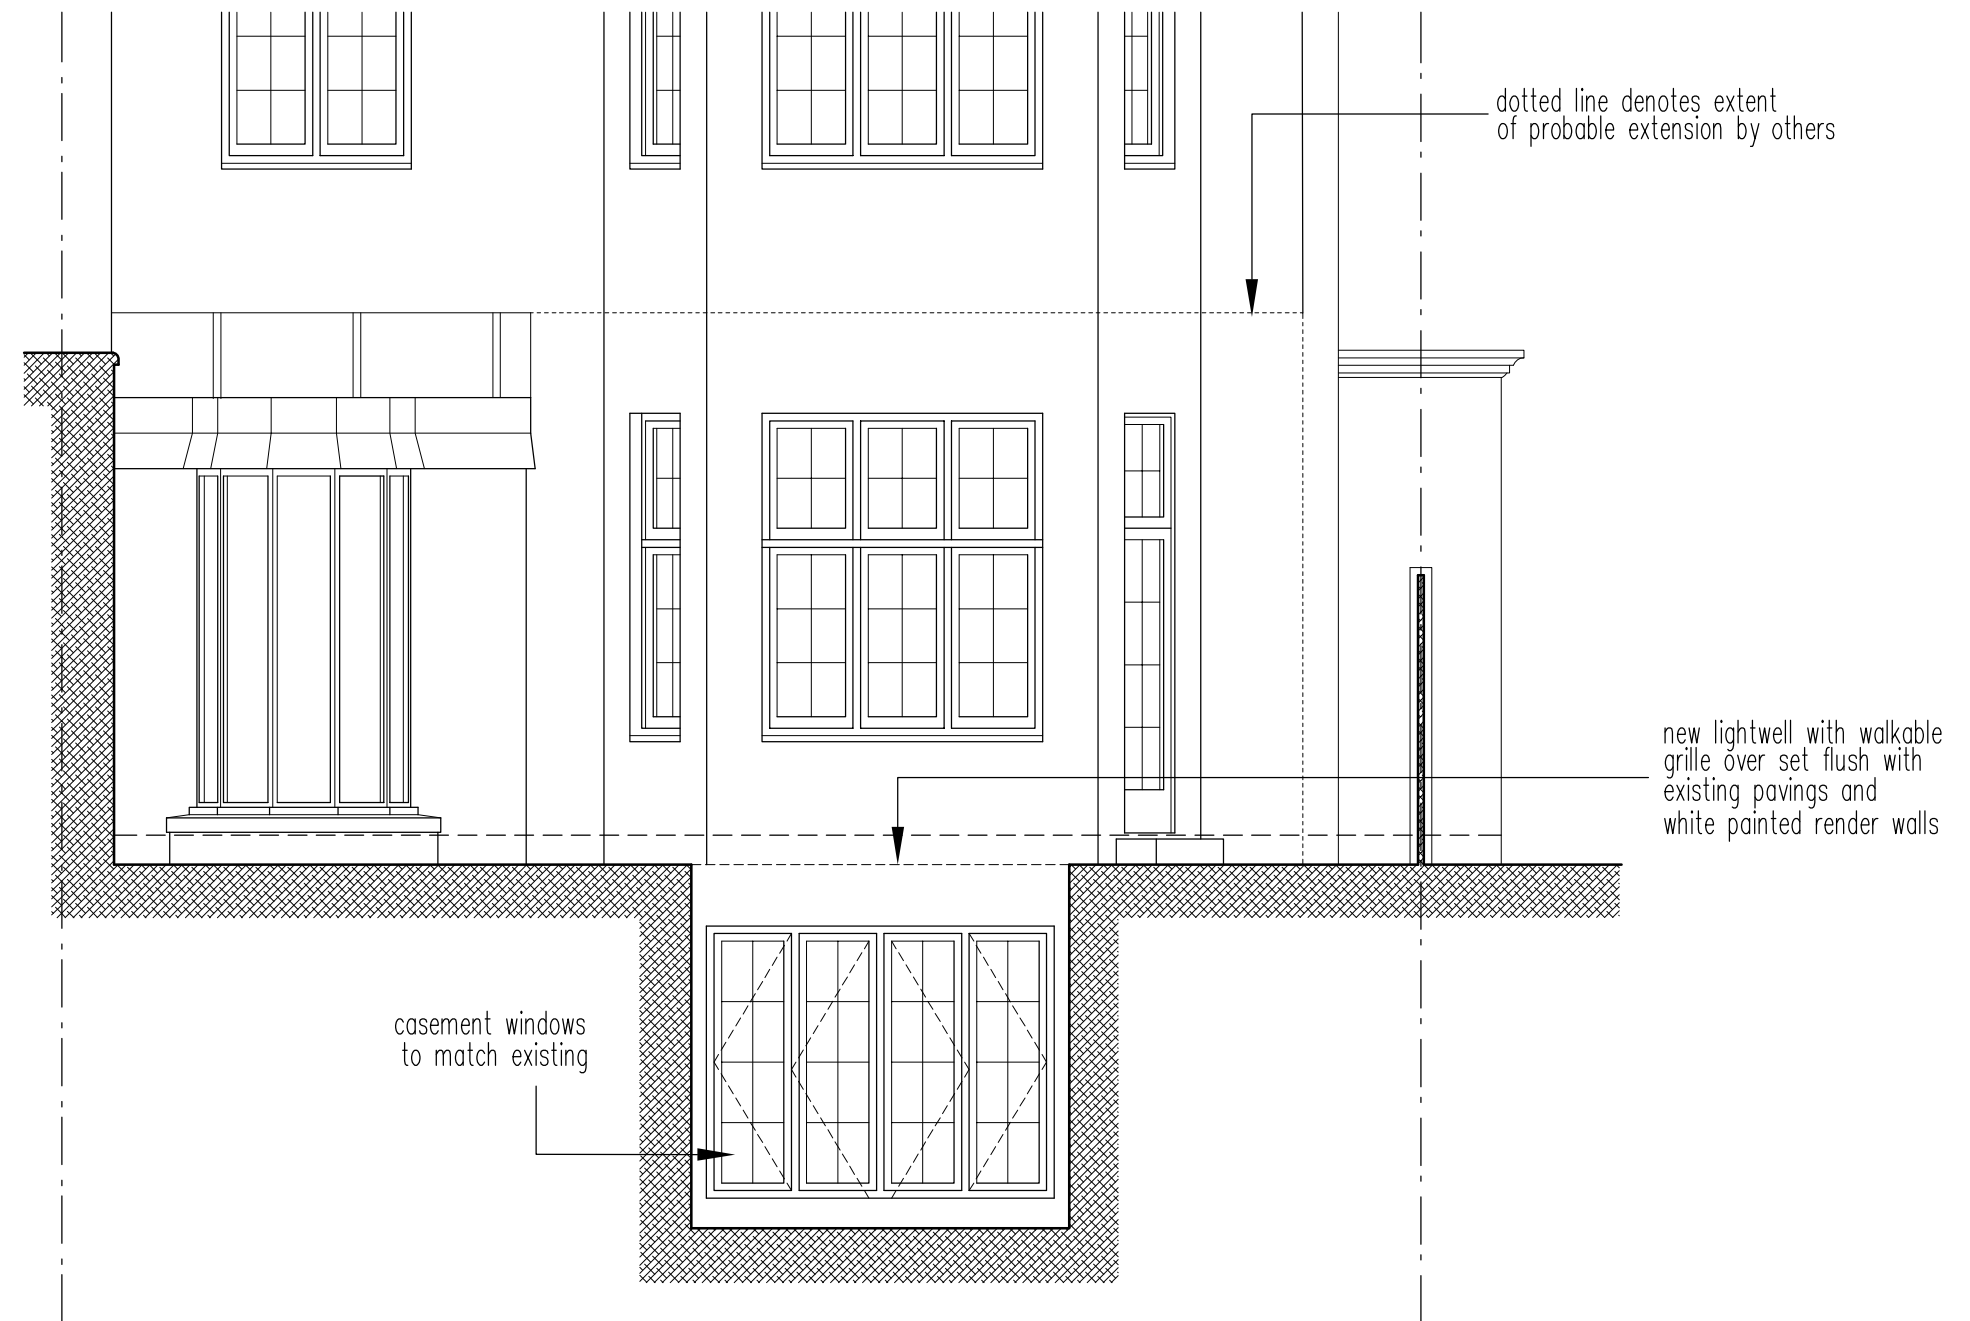 dotted line denotes extent
of probable extension by others
new lightwell with walkable
grille over set flush with
existing pavings and
white painted render walls
casement windows
to match existing